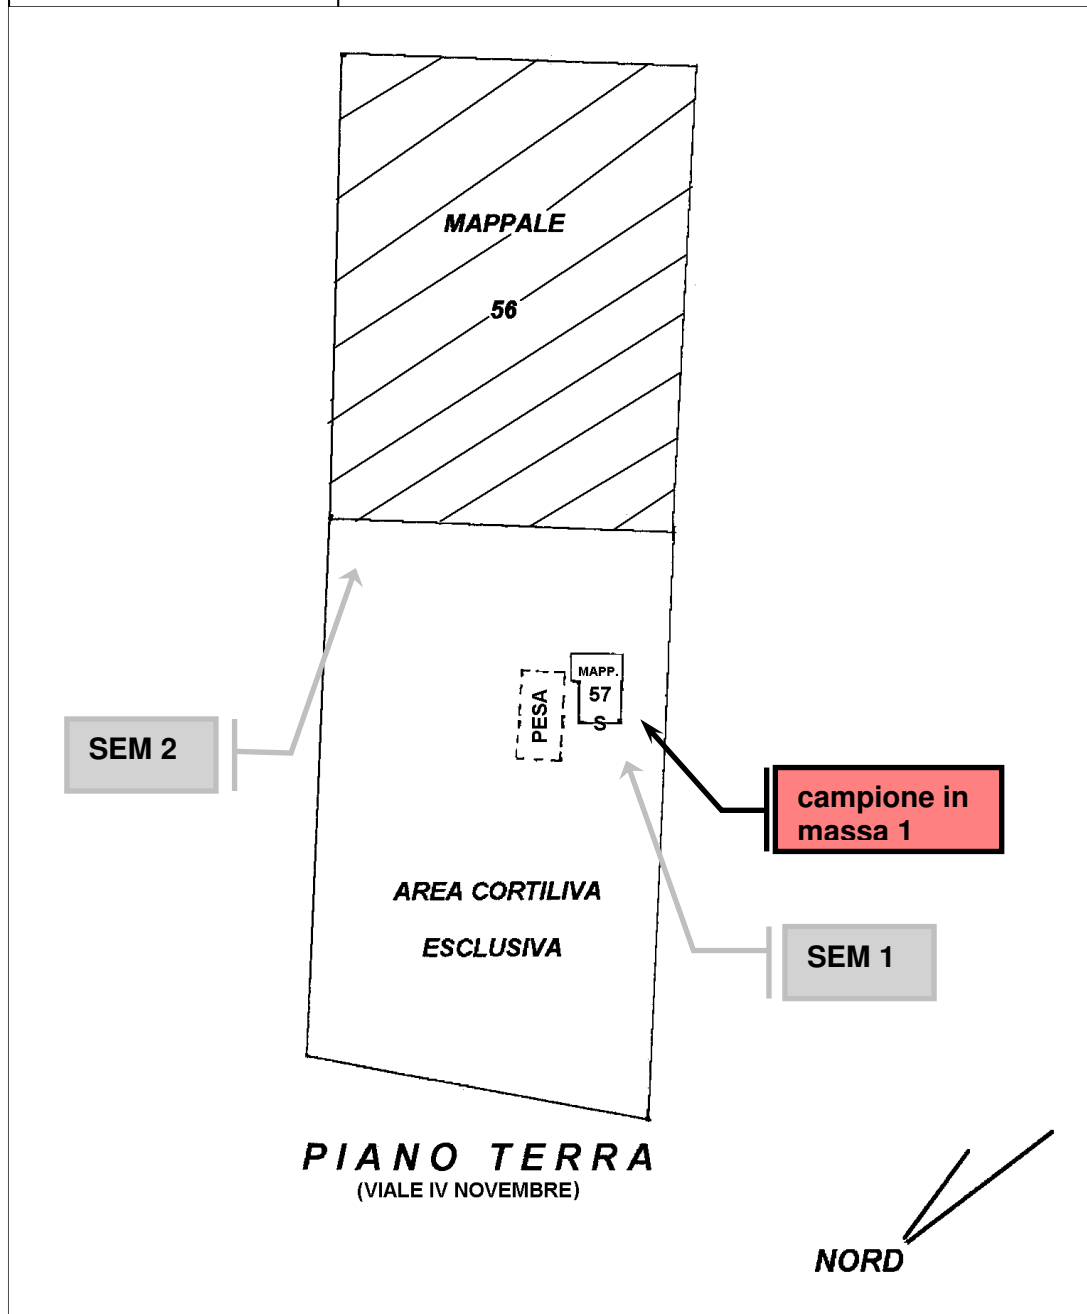 MAPPALE
56
MAPP.
57
S
PESA
SEM 2
campione in
massa 1
AREA CORTILIVA
ESCLUSIVA
SEM 1
PIANO TERRA
(VIALE IV NOVEMBRE)
NORD